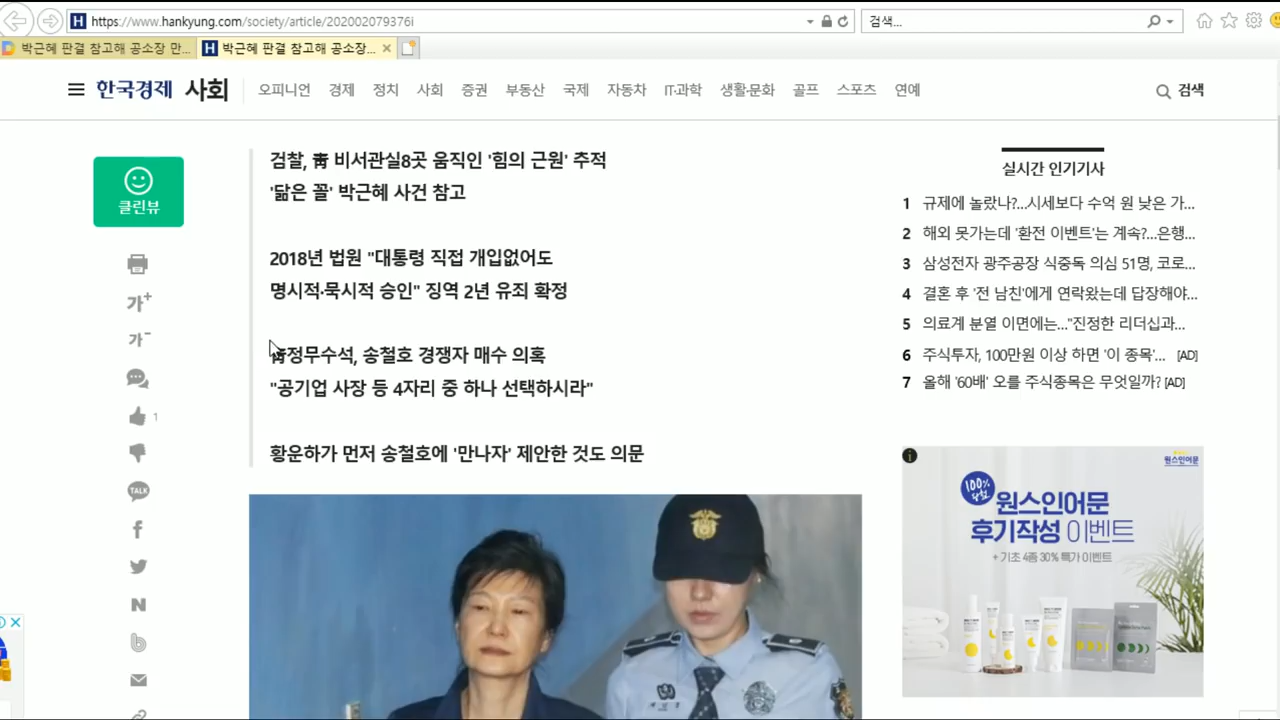 https://www.hankyung.com/society/article/202002079376i
검색...
박근혜 판결 참고해 공소장 만...
박근혜 판결 참고해 공소장...
한국경제 사회
오피니언 경제 정치 사회 증권 부동산 국제 자동차 IT·과학 생활·문화 골프 스포츠 연예
검색
클린뷰
가+
가-
1
TALK
검찰, 靑 비서관실8곳 움직인 '힘의 근원' 추적
'닮은 꼴' 박근혜 사건 참고
2018년 법원 "대통령 직접 개입없어도
명시적·묵시적 승인" 징역 2년 유죄 확정
정무수석, 송철호 경쟁자 매수 의혹
"공기업 사장 등 4자리 중 하나 선택하시라"
황운하가 먼저 송철호에 '만나자' 제안한 것도 의문
실시간 인기기사
1 규제에 놀랐나?...시세보다 수억 원 낮은 가...
2 해외 못가는데 '환전 이벤트'는 계속?...은행...
3 삼성전자 광주공장 식중독 의심 51명, 코로...
4 결혼 후 '전 남친'에게 연락왔는데 답장해야...
5 의료계 분열 이면에는..."진정한 리더십과...
6 주식투자, 100만원 이상 하면 '이 종목'... [AD]
7 올해 '60배' 오를 주식종목은 무엇일까? [AD]
원스인어문
100%
원스인어문
후기작성 이벤트
+ 기초 4종 30% 특가 이벤트